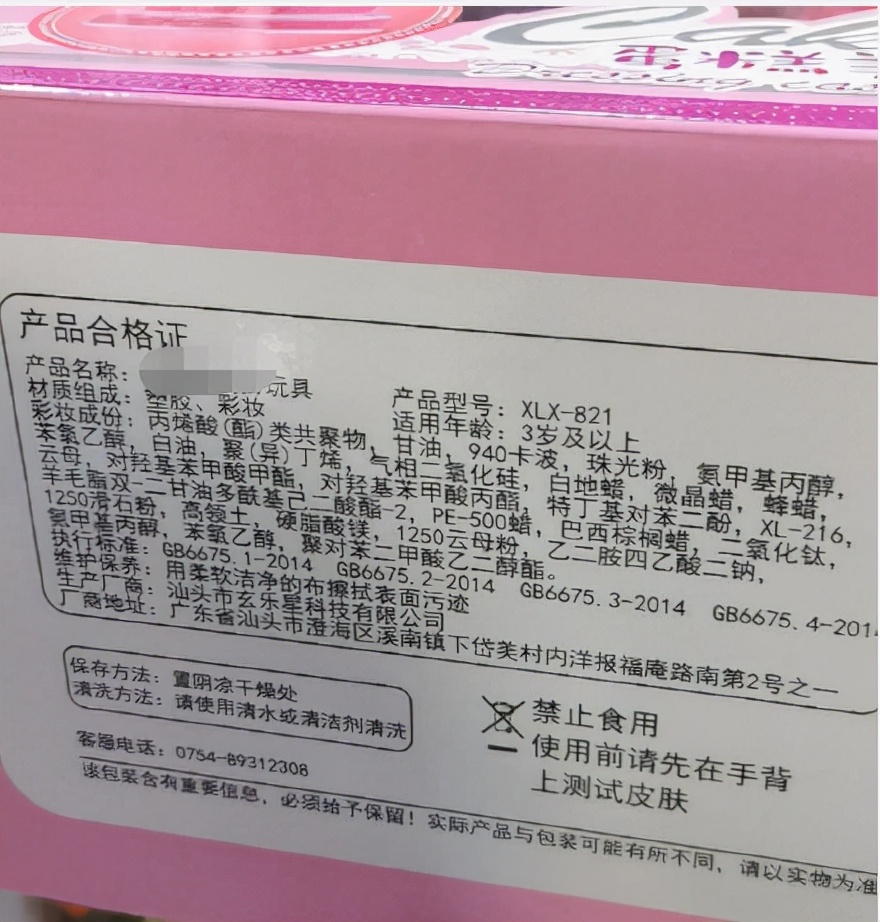 产品合格证
产品名称: 玩具
材质组成: 塑胶、彩妆
产品型号: XLX-821
适用年龄: 3岁及以上
彩妆成份: 丙烯酸(酯)类共聚物, 甘油, 940卡波, 珠光粉, 氨甲基丙醇,
苯氧乙醇, 白油, 聚(异)丁烯, 气相二氧化硅, 白地蜡, 微晶蜡, 蜂蜡,
云母, 对羟基苯甲酸甲酯, 对羟基苯甲酸丙酯, 特丁基对苯二酚, XL-216,
羊毛脂双-二甘油多酰基己二酸酯-2, PE-500蜡, 巴西棕榈蜡, 二氧化钛,
1250滑石粉, 高领土, 硬脂酸镁, 1250云母粉, 乙二胺四乙酸二钠,
氨甲基丙醇, 苯氧乙醇, 聚对苯二甲酸乙二醇酯。
执行标准: GB6675.1-2014 GB6675.2-2014 GB6675.3-2014 GB6675.4-201
维护保养: 用柔软洁净的布擦拭表面污迹
生产厂商: 汕头市玄乐星科技有限公司
厂商地址: 广东省汕头市澄海区溪南镇下岱美村内洋报福庵路南第2号之一
保存方法: 置阴凉干燥处
清洗方法: 请使用清水或清洁剂清洗
禁止食用
使用前请先在手背
上测试皮肤
客服电话: 0754-89312308
该包装含有重要信息, 必须给予保留! 实际产品与包装可能有所不同, 请以实物为准